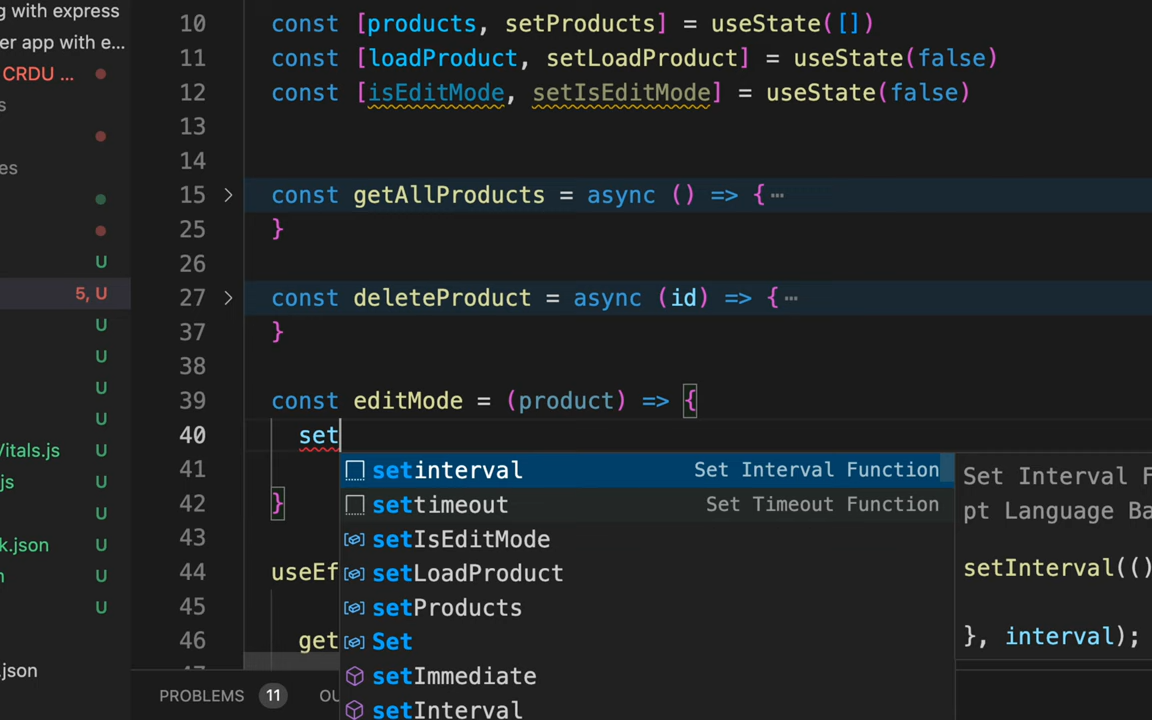 ng with express
er app with e...
CRDU ...
s
es
5, U
U
U
U
U
U
Vitals.js U
js U
U
k.json U
n U
U
.json
10 const [products, setProducts] = useState([])
11 const [loadProduct, setLoadProduct] = useState(false)
12 const [isEditMode, setIsEditMode] = useState(false)
13
14
15 > const getAllProducts = async () => { ⋯
25 }
26
27 > const deleteProduct = async (id) => { ⋯
37 }
38
39 const editMode = (product) => {
40 set
41
42 }
43
44 useEf
45
46 get
setinterval Set Interval Function
settimeout Set Timeout Function
setIsEditMode
setLoadProduct
setProducts
Set
setImmediate
setInterval
Set Interval F
pt Language Ba
setInterval(()
}, interval);
PROBLEMS 11 OU